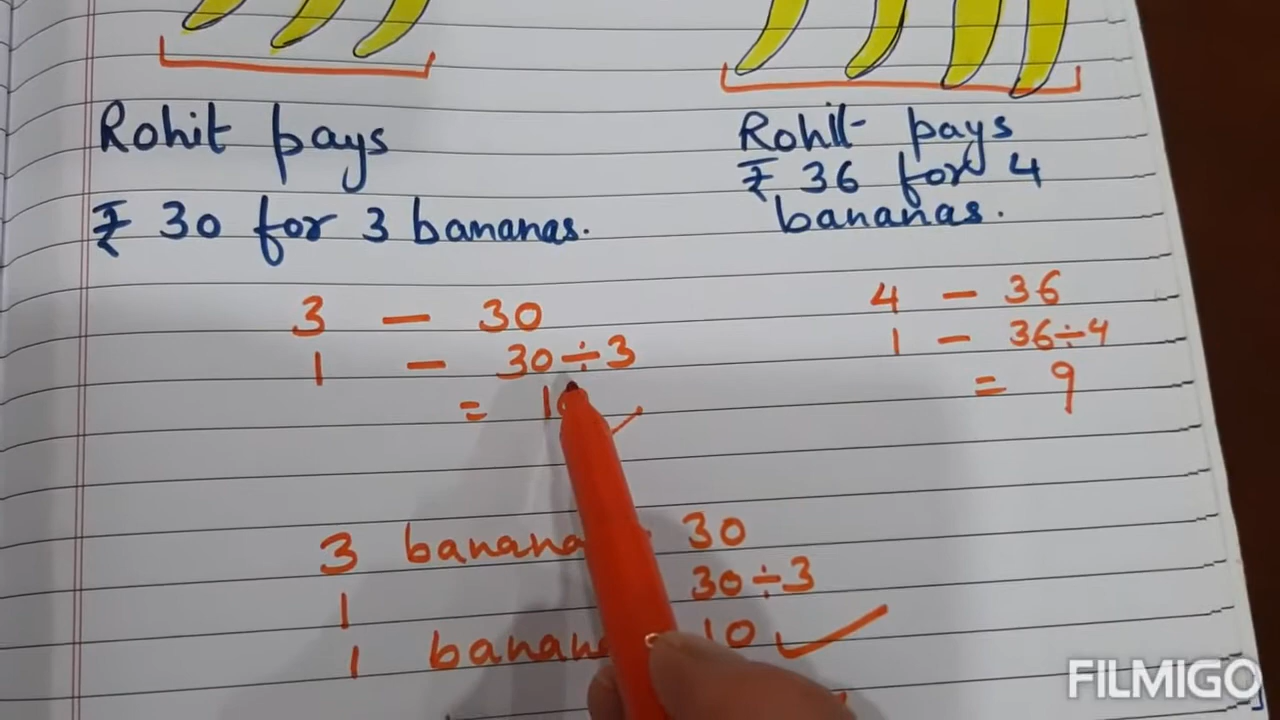 Rohit pays
₹ 30 for 3 bananas.
3 — 30
1 — 30÷3
= 10
Rohit pays
₹ 36 for 4
bananas.
4 — 36
1 — 36÷4
= 9
3 banana 30
1 30÷3
1 banana 10
FILMIGO